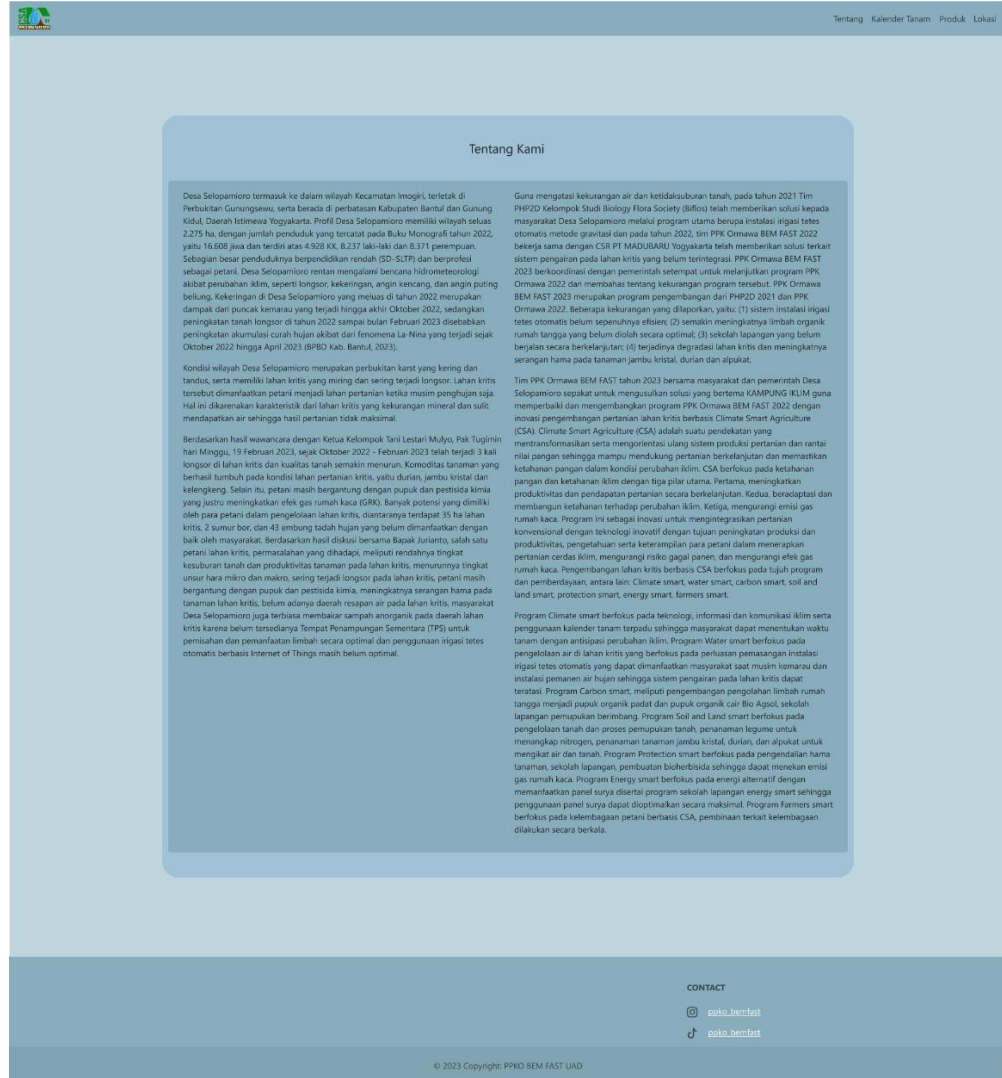 Tentang Kalender Tanam Produk Lokasi
Tentang Kami
Desa Selopamioro termasuk ke dalam wilayah Kecamatan Imogiri, terletak di
Perbukitan Gunungsewu, serta berada di perbatasan Kabupaten Bantul dan Gunung
Kidul, Daerah Istimewa Yogyakarta. Profil Desa Selopamioro memiliki wilayah seluas
2.275 ha, dengan jumlah penduduk yang tercatat pada Buku Monografi tahun 2022,
yaitu 16.608 jiwa dan terdiri atas 4.928 KK, 8.237 laki-laki dan 8.371 perempuan.
Sebagian besar penduduknya berpendidikan rendah (SD-SLTP) dan berprofesi
sebagai petani. Desa Selopamioro rentan mengalami bencana hidrometeorologi
akibat perubahan iklim, seperti longsor, kekeringan, angin kencang, dan angin puting
beliung. Kekeringan di Desa Selopamioro yang meluas di tahun 2022 merupakan
dampak dari puncak kemarau yang terjadi hingga akhir Oktober 2022, sedangkan
peningkatan tanah longsor di tahun 2022 sampai bulan Februari 2023 disebabkan
peningkatan akumulasi curah hujan akibat dari fenomena La-Nina yang terjadi sejak
Oktober 2022 hingga April 2023 (BPBD Kab. Bantul, 2023).
Kondisi wilayah Desa Selopamioro merupakan perbukitan karst yang kering dan
tandus, serta memiliki lahan kritis yang miring dan sering terjadi longsor. Lahan kritis
tersebut dimanfaatkan petani menjadi lahan pertanian ketika musim penghujan saja.
Hal ini dikarenakan karakteristik dari lahan kritis yang kekurangan mineral dan sulit
mendapatkan air sehingga hasil pertanian tidak maksimal.
Berdasarkan hasil wawancara dengan Ketua Kelompok Tani Lestari Mulyo, Pak Tugimin
hari Minggu, 19 Februari 2023, sejak Oktober 2022 - Februari 2023 telah terjadi 3 kali
longsor di lahan kritis dan kualitas tanah semakin menurun. Komoditas tanaman yang
berhasil tumbuh pada kondisi lahan pertanian kritis, yaitu durian, jambu kristal dan
kelengkeng. Selain itu, petani masih bergantung dengan pupuk dan pestisida kimia
yang justru meningkatkan efek gas rumah kaca (GRK). Banyak potensi yang dimiliki
oleh para petani dalam pengelolaan lahan kritis, diantaranya terdapat 35 ha lahan
kritis, 2 sumur bor, dan 43 embung tadah hujan yang belum dimanfaatkan dengan
baik oleh masyarakat. Berdasarkan hasil diskusi bersama Bapak Jurianto, salah satu
petani lahan kritis, permasalahan yang dihadapi, meliputi rendahnya tingkat
kesuburan tanah dan produktivitas tanaman pada lahan kritis, menurunnya tingkat
unsur hara mikro dan makro, sering terjadi longsor pada lahan kritis, petani masih
bergantung dengan pupuk dan pestisida kimia, meningkatnya serangan hama pada
tanaman lahan kritis, belum adanya daerah resapan air pada lahan kritis, masyarakat
Desa Selopamioro juga terbiasa membakar sampah anorganik pada daerah lahan
kritis karena belum tersedianya Tempat Penampungan Sementara (TPS) untuk
pemisahan dan pemanfaatan limbah secara optimal dan penggunaan irigasi tetes
otomatis berbasis Internet of Things masih belum optimal.
Guna mengatasi kekurangan air dan ketidaksuburan tanah, pada tahun 2021 Tim
PHP2D Kelompok Studi Biology Flora Society (Biflos) telah memberikan solusi kepada
masyarakat Desa Selopamioro melalui program utama berupa instalasi irigasi tetes
otomatis metode gravitasi dan pada tahun 2022, tim PPK Ormawa BEM FAST 2022
bekerja sama dengan CSR PT MADUBARU Yogyakarta telah memberikan solusi terkait
sistem pengairan pada lahan kritis yang belum terintegrasi. PPK Ormawa BEM FAST
2023 berkoordinasi dengan pemerintah setempat untuk melanjutkan program PPK
Ormawa 2022 dan membahas tentang kekurangan program tersebut. PPK Ormawa
BEM FAST 2023 merupakan program pengembangan dari PHP2D 2021 dan PPK
Ormawa 2022. Beberapa kekurangan yang dilaporkan, yaitu: (1) sistem instalasi irigasi
tetes otomatis belum sepenuhnya efisien; (2) semakin meningkatnya limbah organik
rumah tangga yang belum diolah secara optimal; (3) sekolah lapangan yang belum
berjalan secara berkelanjutan; (4) terjadinya degradasi lahan kritis dan meningkatnya
serangan hama pada tanaman jambu kristal, durian dan alpukat.
Tim PPK Ormawa BEM FAST tahun 2023 bersama masyarakat dan pemerintah Desa
Selopamioro sepakat untuk mengusulkan solusi yang bertema KAMPUNG IKLIM guna
memperbaiki dan mengembangkan program PPK Ormawa BEM FAST 2022 dengan
inovasi pengembangan pertanian lahan kritis berbasis Climate Smart Agriculture
(CSA). Climate Smart Agriculture (CSA) adalah suatu pendekatan yang
mentransformasikan serta mengorientasi ulang sistem produksi pertanian dan rantai
nilai pangan sehingga mampu mendukung pertanian berkelanjutan dan memastikan
ketahanan pangan dalam kondisi perubahan iklim. CSA berfokus pada ketahanan
pangan dan ketahanan iklim dengan tiga pilar utama. Pertama, meningkatkan
produktivitas dan pendapatan pertanian secara berkelanjutan. Kedua, beradaptasi dan
membangun ketahanan terhadap perubahan iklim. Ketiga, mengurangi emisi gas
rumah kaca. Program ini sebagai inovasi untuk mengintegrasikan pertanian
konvensional dengan teknologi inovatif dengan tujuan peningkatan produksi dan
produktivitas, pengetahuan serta keterampilan para petani dalam menerapkan
pertanian cerdas iklim, mengurangi risiko gagal panen, dan mengurangi efek gas
rumah kaca. Pengembangan lahan kritis berbasis CSA berfokus pada tujuh program
dan pemberdayaan, antara lain: Climate smart, water smart, carbon smart, soil and
land smart, protection smart, energy smart, farmers smart.
Program Climate smart berfokus pada teknologi, informasi dan komunikasi iklim serta
penggunaan kalender tanam terpadu sehingga masyarakat dapat menentukan waktu
tanam dengan antisipasi perubahan iklim. Program Water smart berfokus pada
pengelolaan air di lahan kritis yang berfokus pada perluasan pemasangan instalasi
irigasi tetes otomatis yang dapat dimanfaatkan masyarakat saat musim kemarau dan
instalasi pemanen air hujan sehingga sistem pengairan pada lahan kritis dapat
teratasi. Program Carbon smart, meliputi pengembangan pengolahan limbah rumah
tangga menjadi pupuk organik padat dan pupuk organik cair Bio Agsol, sekolah
lapangan pemupukan berimbang. Program Soil and Land smart berfokus pada
pengelolaan tanah dan proses pemupukan tanah, penanaman legume untuk
menangkap nitrogen, penanaman tanaman jambu kristal, durian, dan alpukat untuk
mengikat air dan tanah. Program Protection smart berfokus pada pengendalian hama
tanaman, sekolah lapangan, pembuatan bioherbisida sehingga dapat menekan emisi
gas rumah kaca. Program Energy smart berfokus pada energi alternatif dengan
memanfaatkan panel surya disertai program sekolah lapangan energy smart sehingga
penggunaan panel surya dapat dioptimalkan secara maksimal. Program Farmers smart
berfokus pada kelembagaan petani berbasis CSA, pembinaan terkait kelembagaan
dilakukan secara berkala.
CONTACT
ppko_bemfast
ppko_bemfast
© 2023 Copyright: PPKO BEM FAST UAD